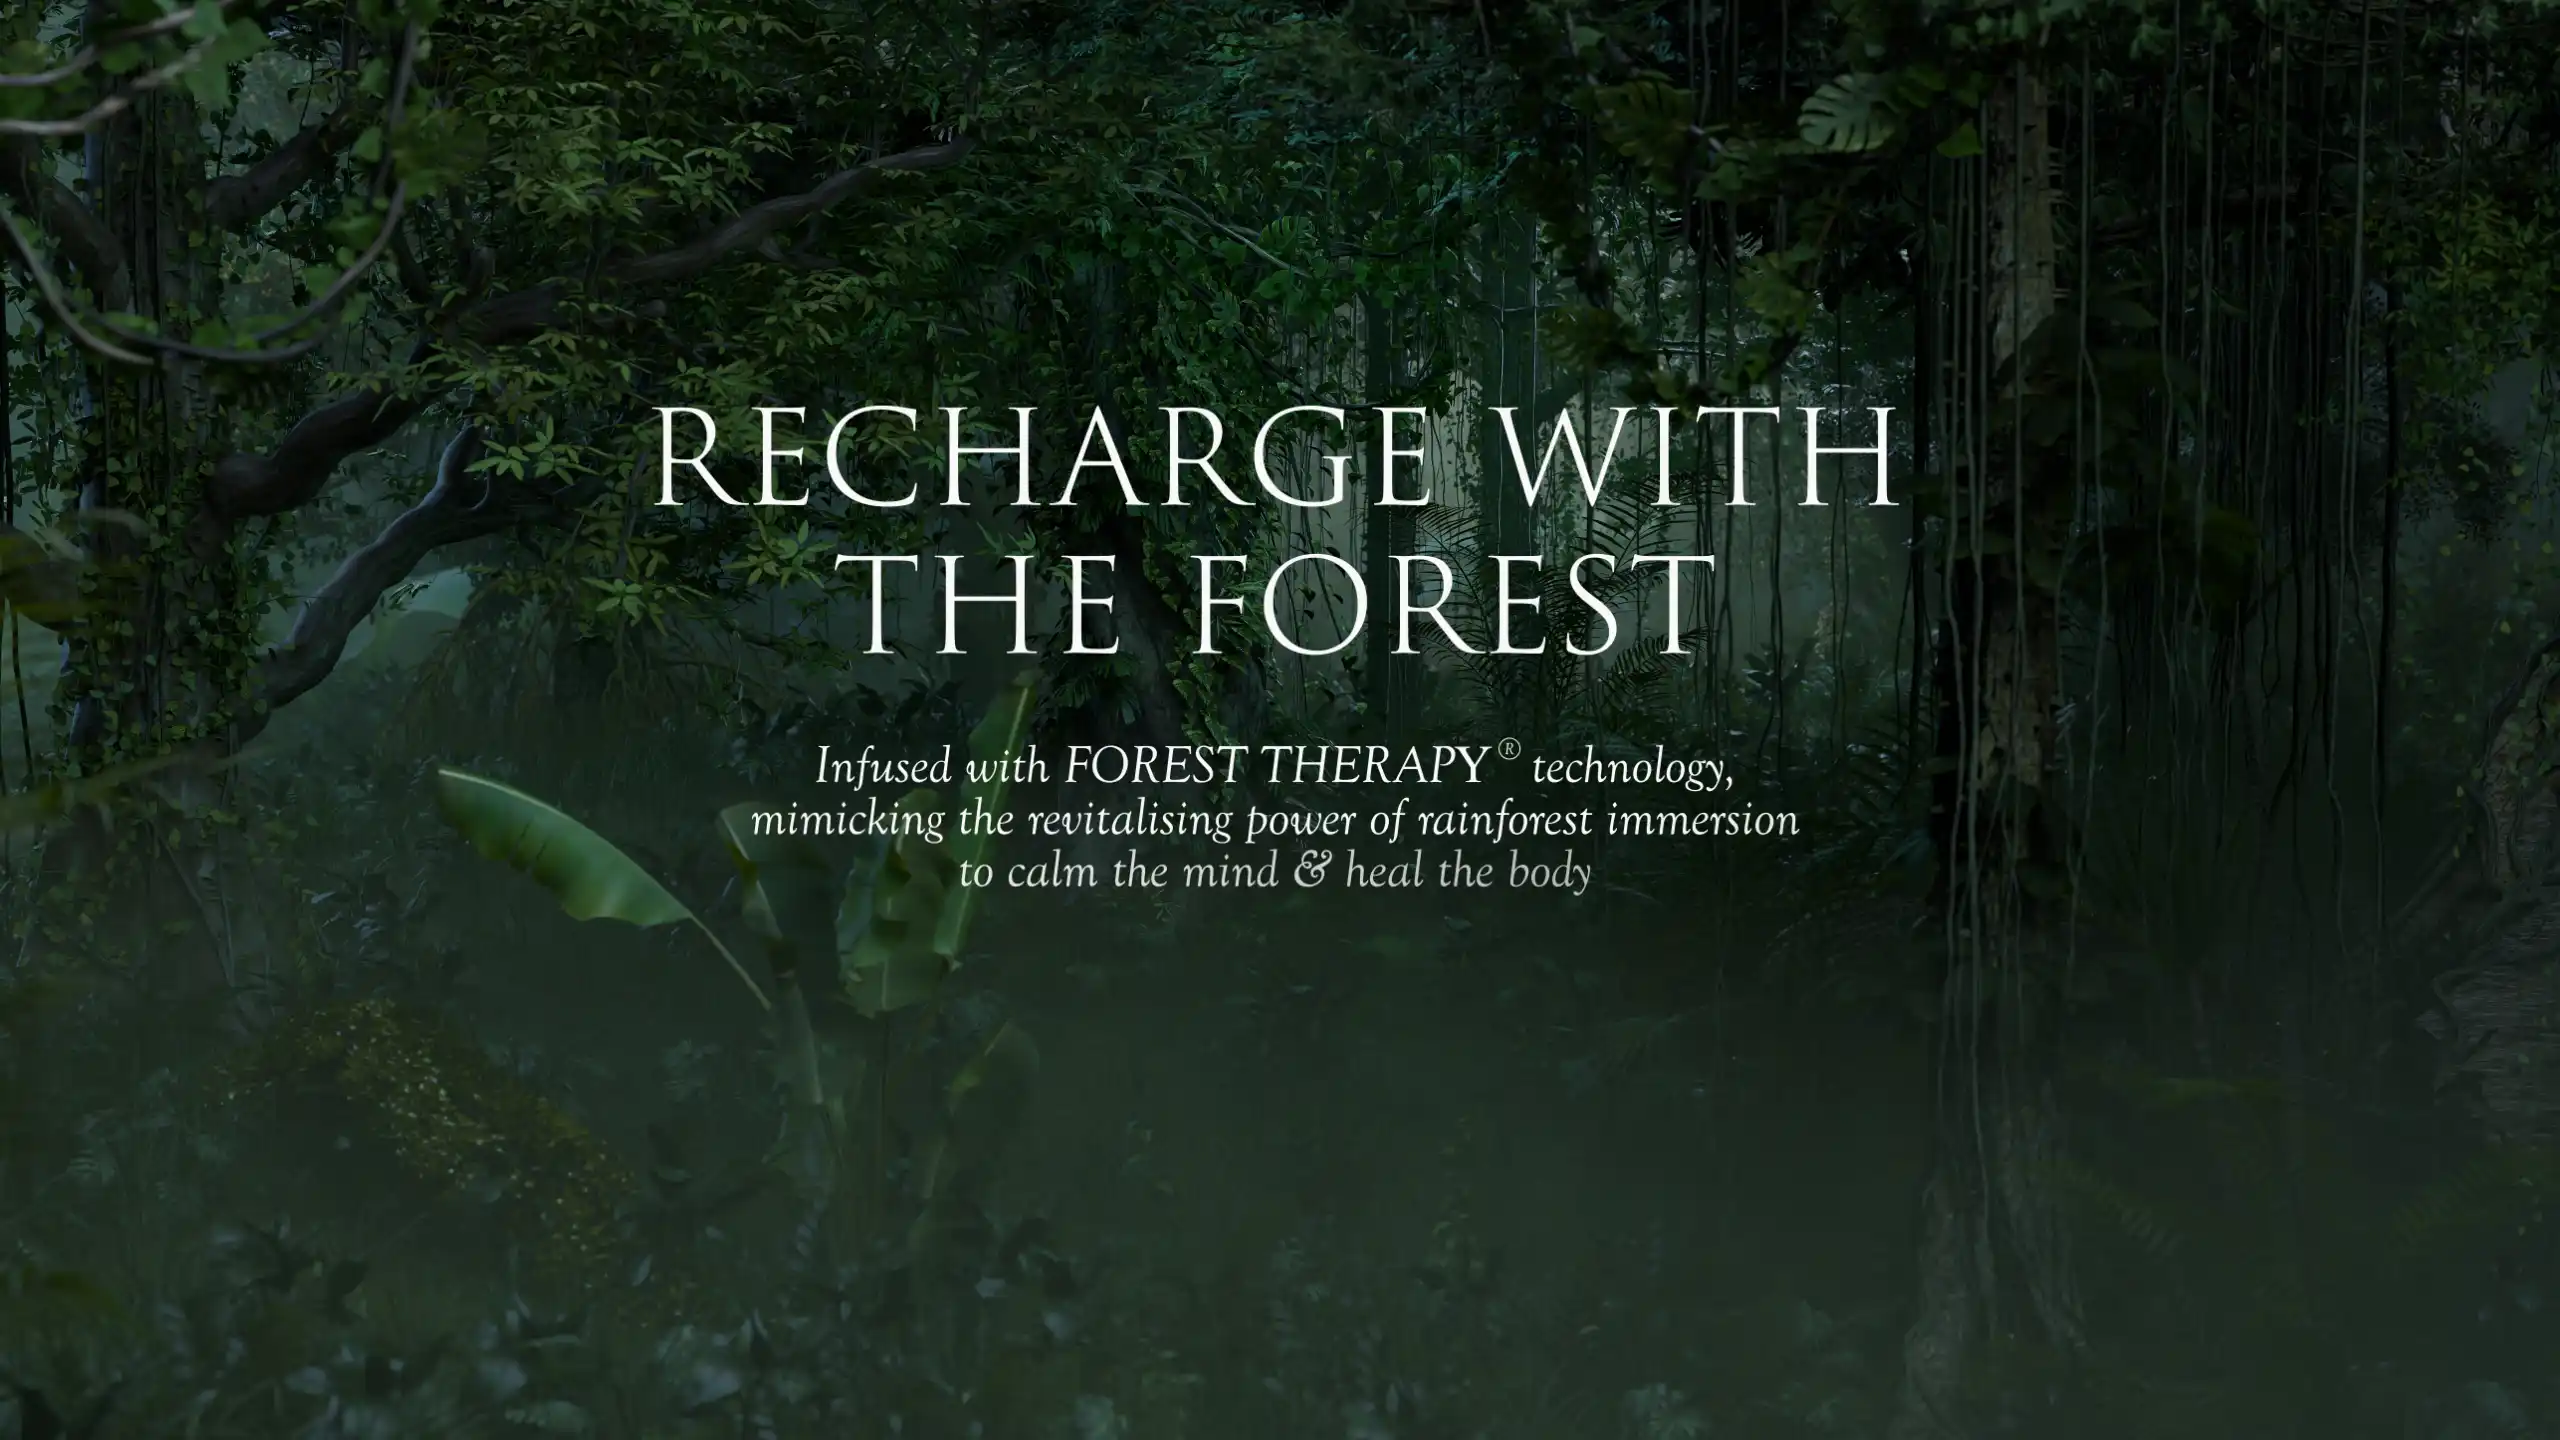 RECHARGE WITH
THE FOREST
Infused with FOREST THERAPY® technology,
mimicking the revitalising power of rainforest immersion
to calm the mind & heal the body